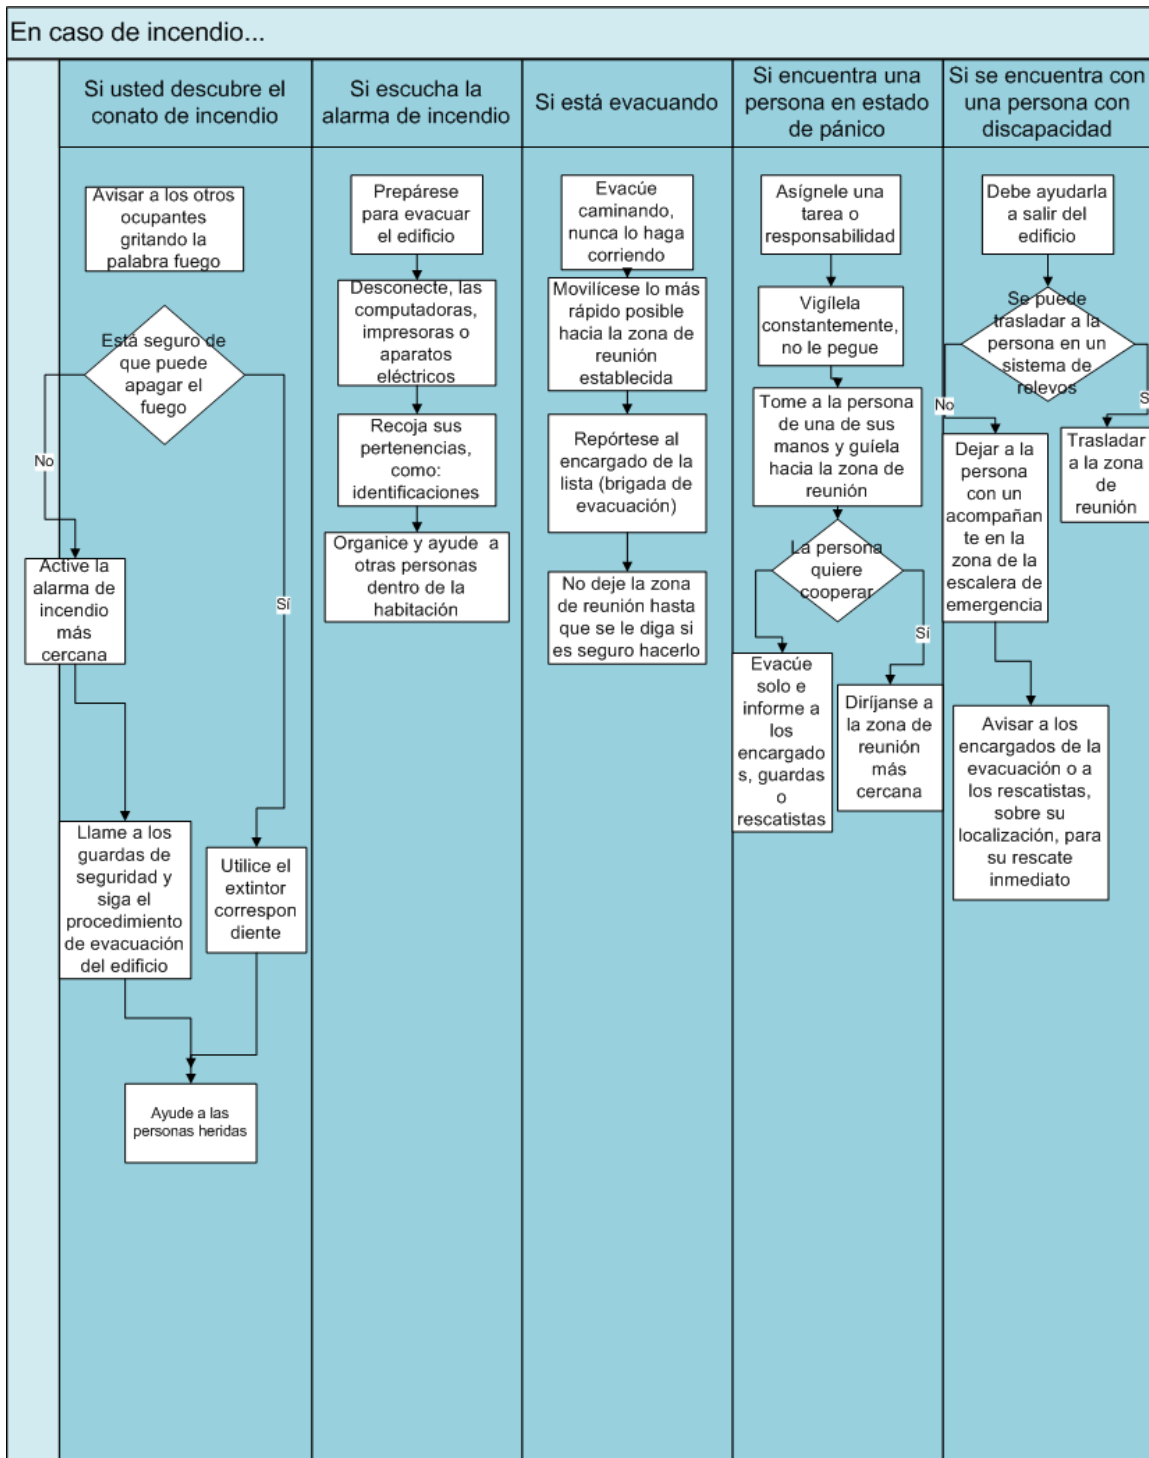 En caso de incendio...
Si usted descubre el
conato de incendio
Si escucha la
alarma de incendio
Si está evacuando
Si encuentra una
persona en estado
de pánico
Si se encuentra con
una persona con
discapacidad
Avisar a los otros
ocupantes
gritando la
palabra fuego
Está seguro de
que puede
apagar el
fuego
No
Sí
Active la
alarma de
incendio
más
cercana
Llame a los
guardas de
seguridad y
siga el
procedimiento
de evacuación
del edificio
Utilice el
extintor
correspon
diente
Ayude a las
personas heridas
Prepárese
para evacuar
el edificio
Desconecte, las
computadoras,
impresoras o
aparatos
eléctricos
Recoja sus
pertenencias,
como:
identificaciones
Organice y ayude a
otras personas
dentro de la
habitación
Evacúe
caminando,
nunca lo haga
corriendo
Movilícese lo más
rápido posible
hacia la zona de
reunión
establecida
Repórtese al
encargado de la
lista (brigada de
evacuación)
No deje la zona
de reunión hasta
que se le diga si
es seguro hacerlo
Asígnele una
tarea o
responsabilidad
Vigílela
constantemente,
no le pegue
Tome a la persona
de una de sus
manos y guíela
hacia la zona de
reunión
La persona
quiere
cooperar
Sí
Evacúe
solo e
informe a
los
encargado
s, guardas
o
rescatistas
Diríjanse a
la zona de
reunión
más
cercana
Debe ayudarla
a salir del
edificio
Se puede
trasladar a la
persona en un
sistema de
relevos
No
S
Dejar a la
persona
con un
acompañan
te en la
zona de la
escalera de
emergencia
Trasladar
a la zona
de
reunión
Avisar a los
encargados de la
evacuación o a
los rescatistas,
sobre su
localización, para
su rescate
inmediato